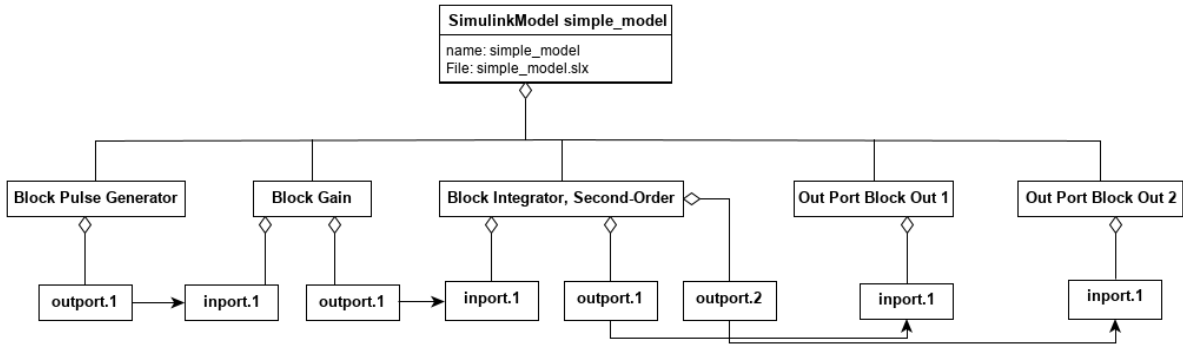 SimulinkModel simple_model
name: simple_model
File: simple_model.slx
Block Pulse Generator
Block Gain
Block Integrator, Second-Order
Out Port Block Out 1
Out Port Block Out 2
outport.1
inport.1
outport.1
inport.1
outport.1
outport.2
inport.1
inport.1